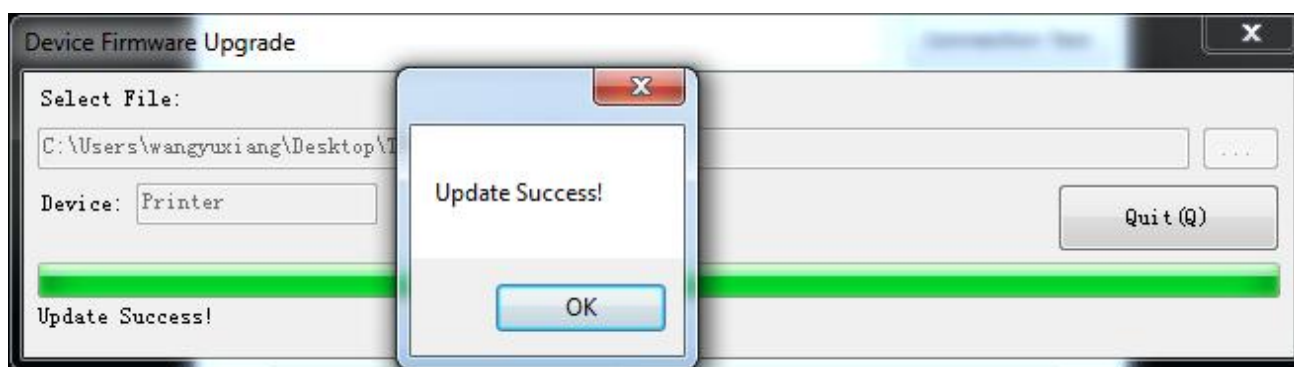 Device Firmware Upgrade
Select File:
C:\Users\wangyuxiang\Desktop\T
...
Update Success!
Device: Printer
Quit(Q)
OK
Update Success!